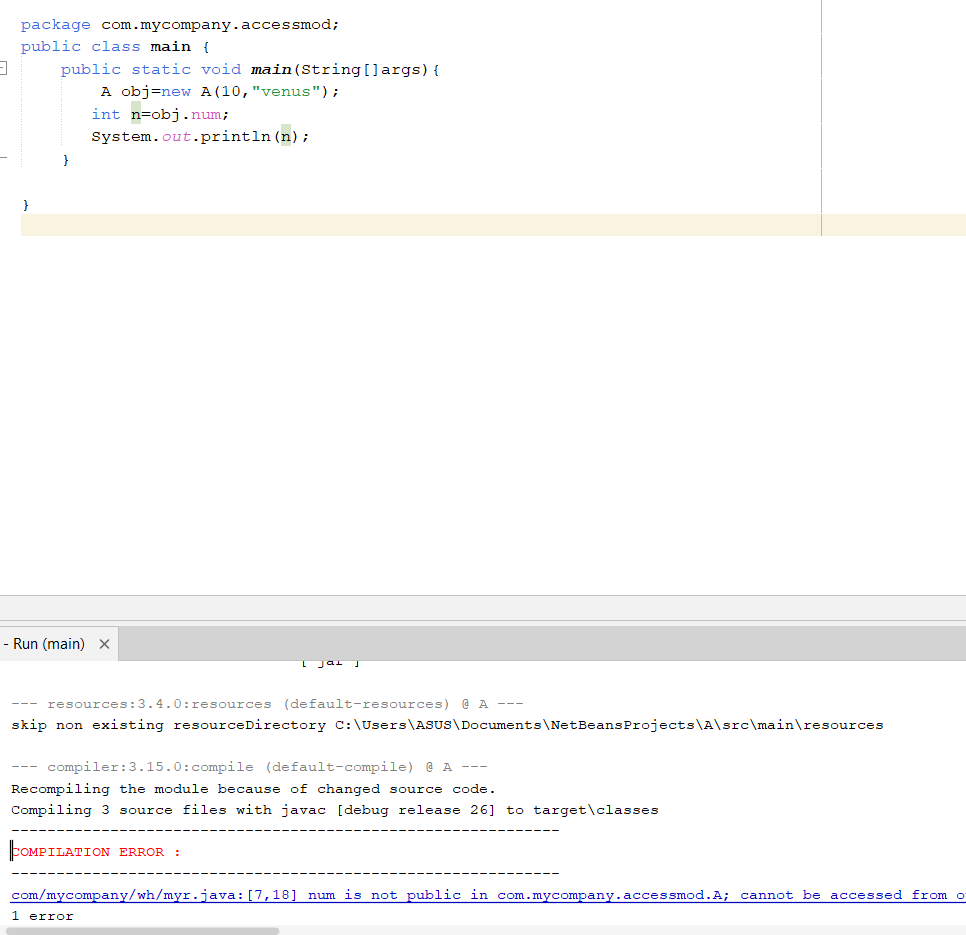 package com.mycompany.accessmod;
public class main {
public static void main(String[]args){
A obj=new A(10,"venus");
int n=obj.num;
System.out.println(n);
}
}
- Run (main)
[ jar ]
--- resources:3.4.0:resources (default-resources) @ A ---
skip non existing resourceDirectory C:\Users\ASUS\Documents\NetBeansProjects\A\src\main\resources
--- compiler:3.15.0:compile (default-compile) @ A ---
Recompiling the module because of changed source code.
Compiling 3 source files with javac [debug release 26] to target\classes
-------------------------------------------------------------
COMPILATION ERROR :
-------------------------------------------------------------
com/mycompany/wh/myr.java:[7,18] num is not public in com.mycompany.accessmod.A; cannot be accessed from
1 error